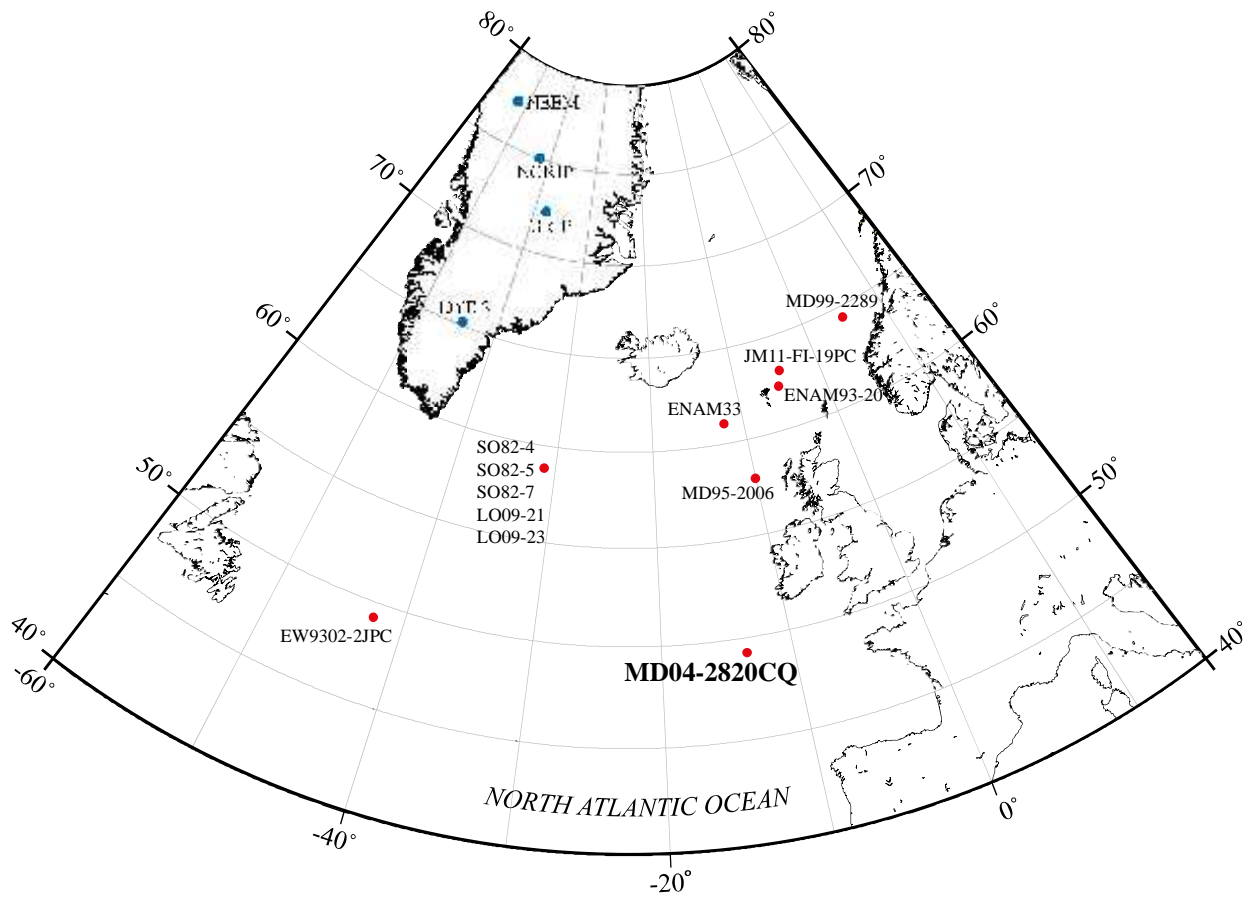 80° 80°
NEEM
NGRIP
70° 70°
MD99-2289
60° 60°
JM11-FI-19PC
ENAM93-20
ENAM33
SO82-4
SO82-5
SO82-7
LO09-21
LO09-23
50° 50°
MD95-2006
EW9302-2JPC
40° 40°
-60°
MD04-2820CQ
NORTH ATLANTIC OCEAN
-40° 0°
-20°